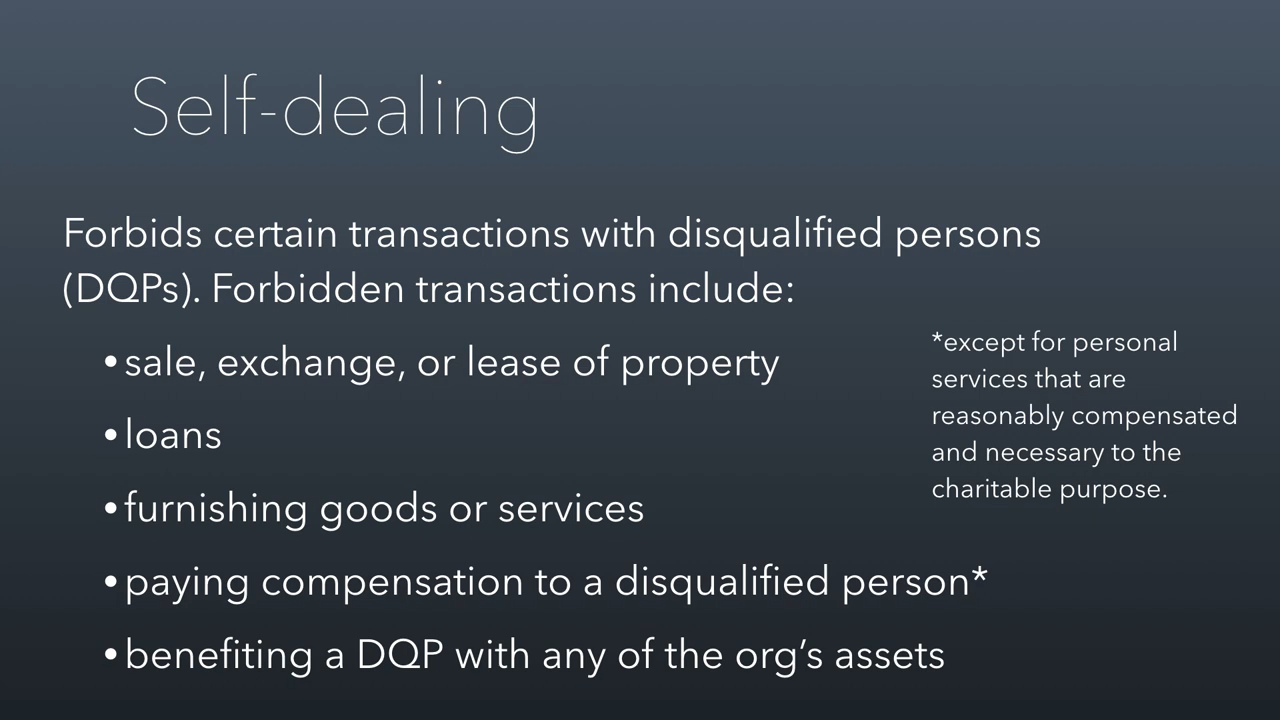 Self-dealing
Forbids certain transactions with disqualified persons
(DQPs). Forbidden transactions include:
•sale, exchange, or lease of property
•loans
•furnishing goods or services
•paying compensation to a disqualified person*
•benefiting a DQP with any of the org’s assets
*except for personal
services that are
reasonably compensated
and necessary to the
charitable purpose.